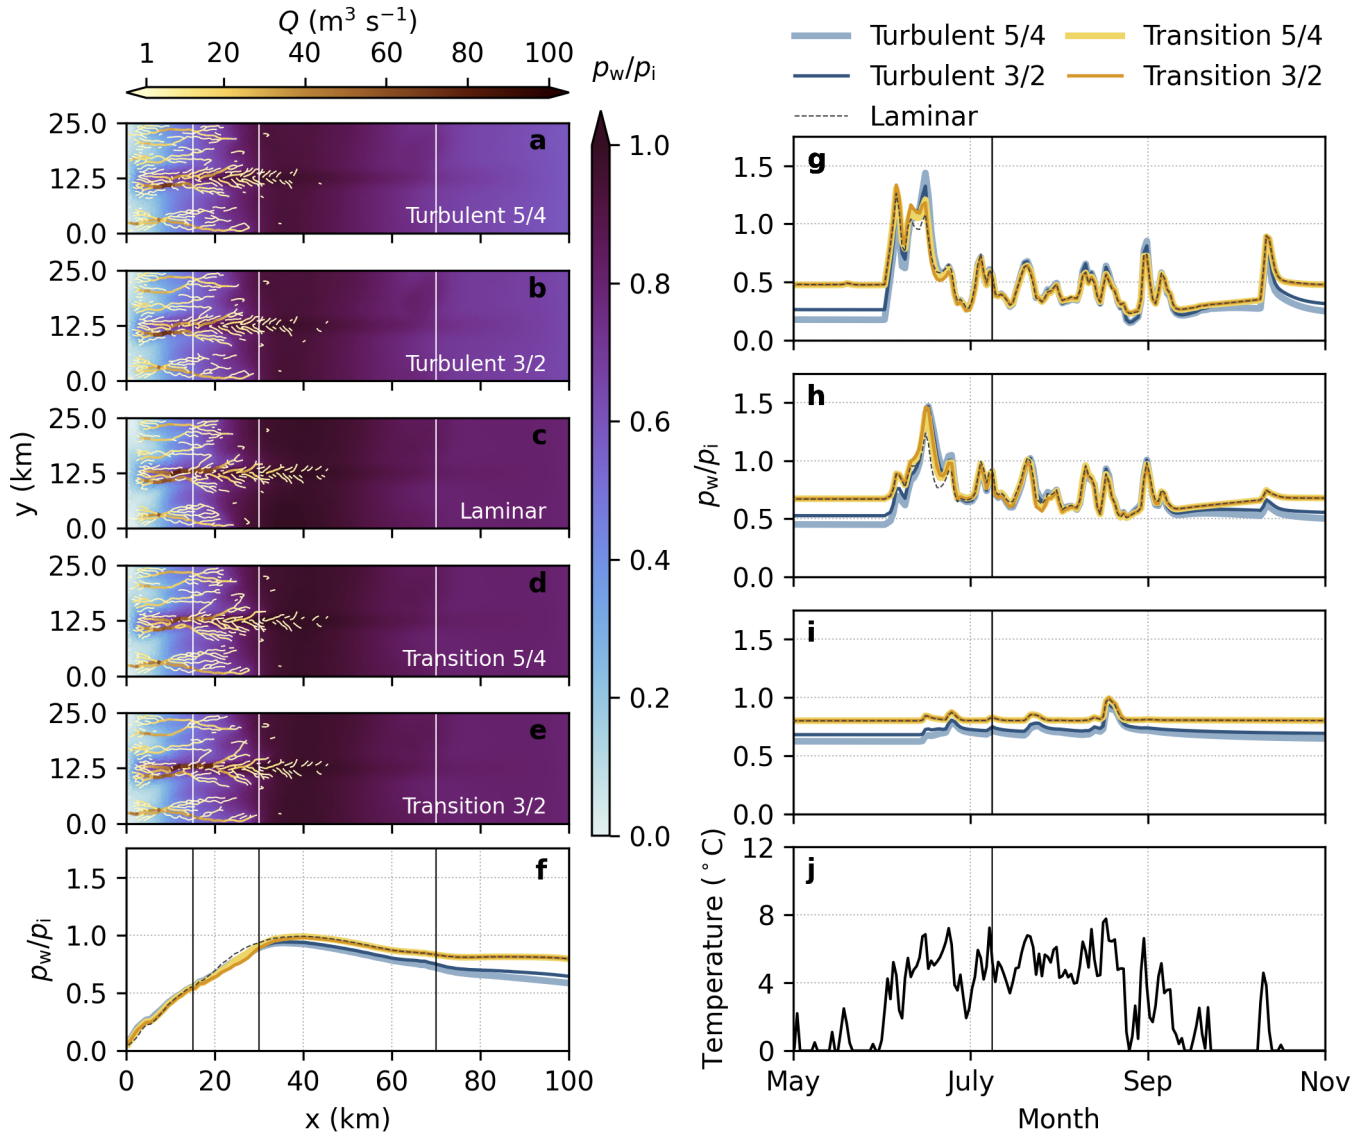 Q (m³ s⁻¹)
1 20 40 60 80 100
p_w/p_i
25.0
12.5
0.0
a
Turbulent 5/4
25.0
12.5
0.0
b
Turbulent 3/2
25.0
12.5
0.0
c
Laminar
25.0
12.5
0.0
d
Transition 5/4
25.0
12.5
0.0
e
Transition 3/2
y (km)
1.0
0.8
0.6
0.4
0.2
0.0
f
p_w/p_i
1.5
1.0
0.5
0.0
0 20 40 60 80 100
x (km)
Turbulent 5/4
Turbulent 3/2
Laminar
Transition 5/4
Transition 3/2
g
1.5
1.0
0.5
0.0
h
1.5
1.0
0.5
0.0
p_w/p_i
i
1.5
1.0
0.5
0.0
j
12
8
4
0
Temperature (°C)
May July Sep Nov
Month